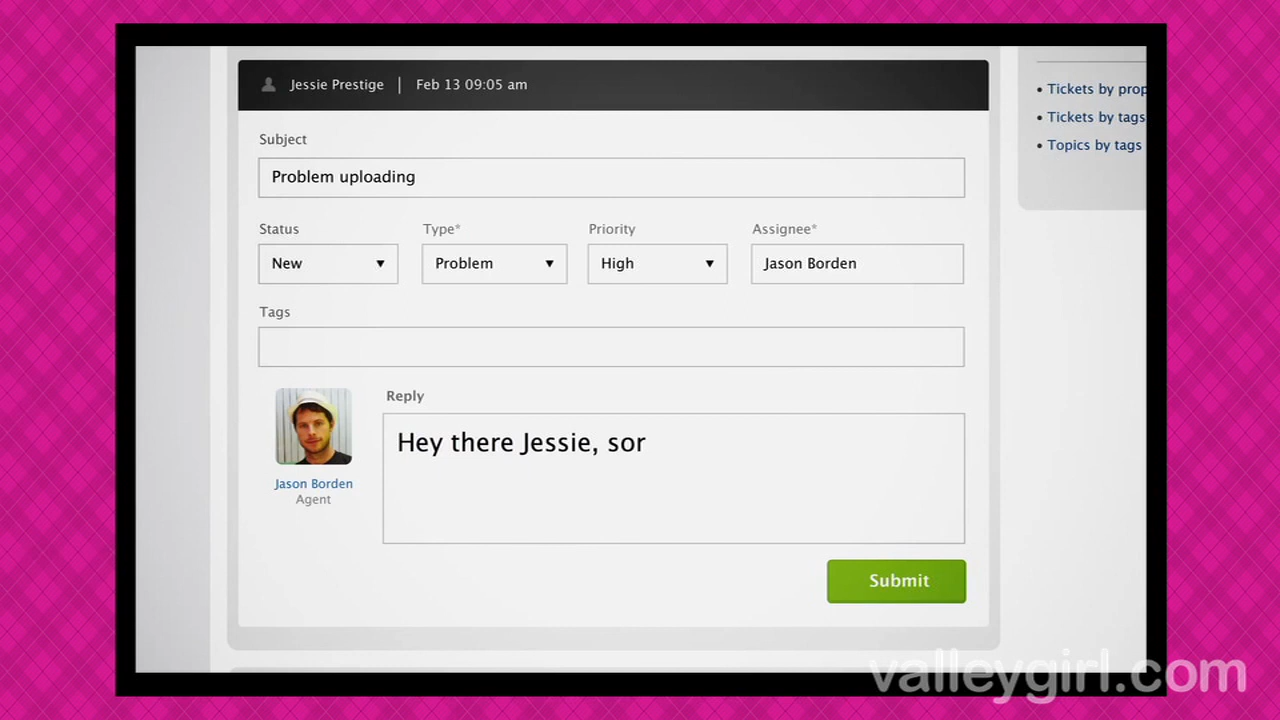 Jessie Prestige | Feb 13 09:05 am
Subject
Problem uploading
Status Type* Priority Assignee*
New Problem High Jason Borden
Tags
Reply
Hey there Jessie, sor
Jason Borden
Agent
Submit
• Tickets by prop
• Tickets by tags
• Topics by tags
valleygirl.com